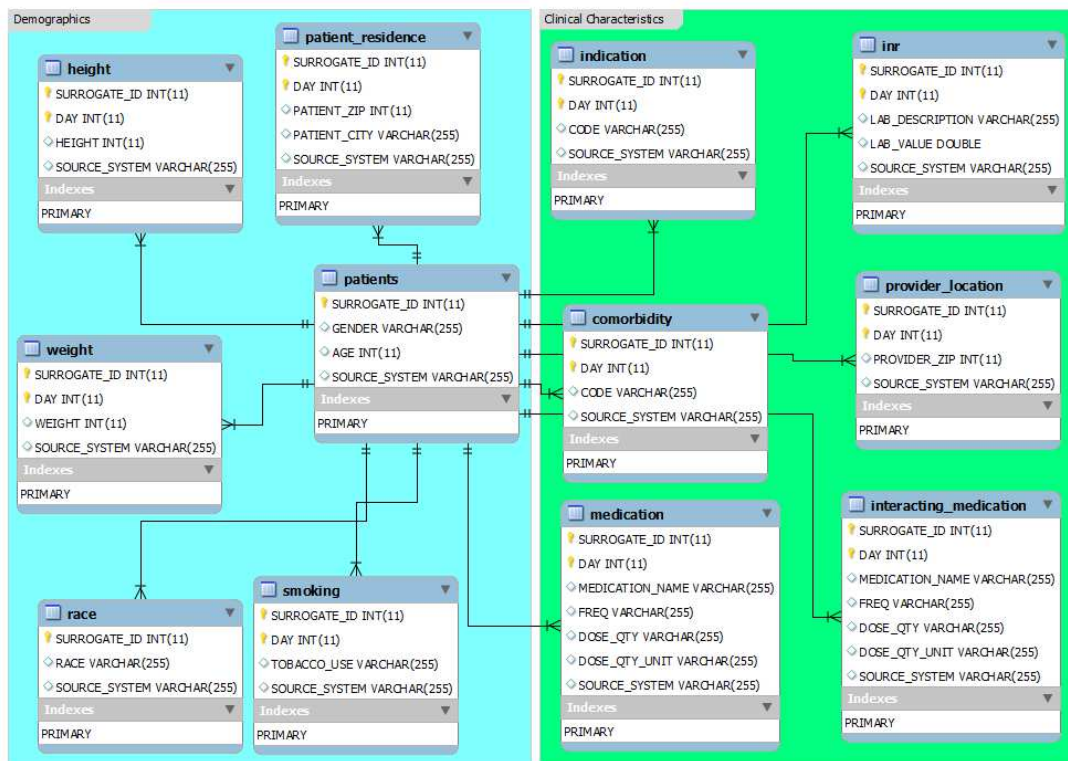 Demographics
height
SURROGATE_ID INT(11)
DAY INT(11)
HEIGHT INT(11)
SOURCE_SYSTEM VARCHAR(255)
Indexes
PRIMARY
patient_residence
SURROGATE_ID INT(11)
DAY INT(11)
PATIENT_ZIP INT(11)
PATIENT_CITY VARCHAR(255)
SOURCE_SYSTEM VARCHAR(255)
Indexes
PRIMARY
patients
SURROGATE_ID INT(11)
GENDER VARCHAR(255)
AGE INT(11)
SOURCE_SYSTEM VARCHAR(255)
Indexes
PRIMARY
weight
SURROGATE_ID INT(11)
DAY INT(11)
WEIGHT INT(11)
SOURCE_SYSTEM VARCHAR(255)
Indexes
PRIMARY
race
SURROGATE_ID INT(11)
RACE VARCHAR(255)
SOURCE_SYSTEM VARCHAR(255)
Indexes
PRIMARY
smoking
SURROGATE_ID INT(11)
DAY INT(11)
TOBACCO_USE VARCHAR(255)
SOURCE_SYSTEM VARCHAR(255)
Indexes
PRIMARY
Clinical Characteristics
indication
SURROGATE_ID INT(11)
DAY INT(11)
CODE VARCHAR(255)
SOURCE_SYSTEM VARCHAR(255)
Indexes
PRIMARY
inr
SURROGATE_ID INT(11)
DAY INT(11)
LAB_DESCRIPTION VARCHAR(255)
LAB_VALUE DOUBLE
SOURCE_SYSTEM VARCHAR(255)
Indexes
PRIMARY
comorbidity
SURROGATE_ID INT(11)
DAY INT(11)
CODE VARCHAR(255)
SOURCE_SYSTEM VARCHAR(255)
Indexes
PRIMARY
provider_location
SURROGATE_ID INT(11)
DAY INT(11)
PROVIDER_ZIP INT(11)
SOURCE_SYSTEM VARCHAR(255)
Indexes
PRIMARY
medication
SURROGATE_ID INT(11)
DAY INT(11)
MEDICATION_NAME VARCHAR(255)
FREQ VARCHAR(255)
DOSE_QTY VARCHAR(255)
DOSE_QTY_UNIT VARCHAR(255)
SOURCE_SYSTEM VARCHAR(255)
Indexes
PRIMARY
interacting_medication
SURROGATE_ID INT(11)
DAY INT(11)
MEDICATION_NAME VARCHAR(255)
FREQ VARCHAR(255)
DOSE_QTY VARCHAR(255)
DOSE_QTY_UNIT VARCHAR(255)
SOURCE_SYSTEM VARCHAR(255)
Indexes
PRIMARY